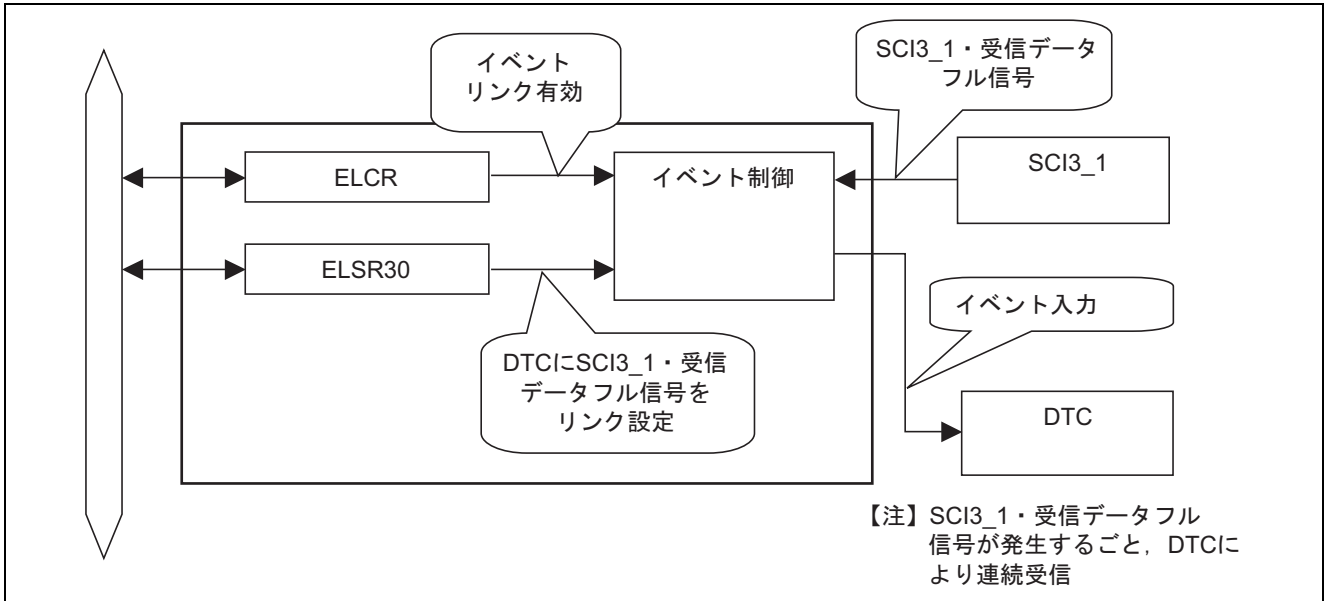 イベント
リンク有効
SCI3_1・受信データ
フル信号
ELCR
イベント制御
SCI3_1
ELSR30
イベント入力
DTCにSCI3_1・受信
データフル信号を
リンク設定
DTC
【注】SCI3_1・受信データフル
信号が発生するごと，DTCに
より連続受信